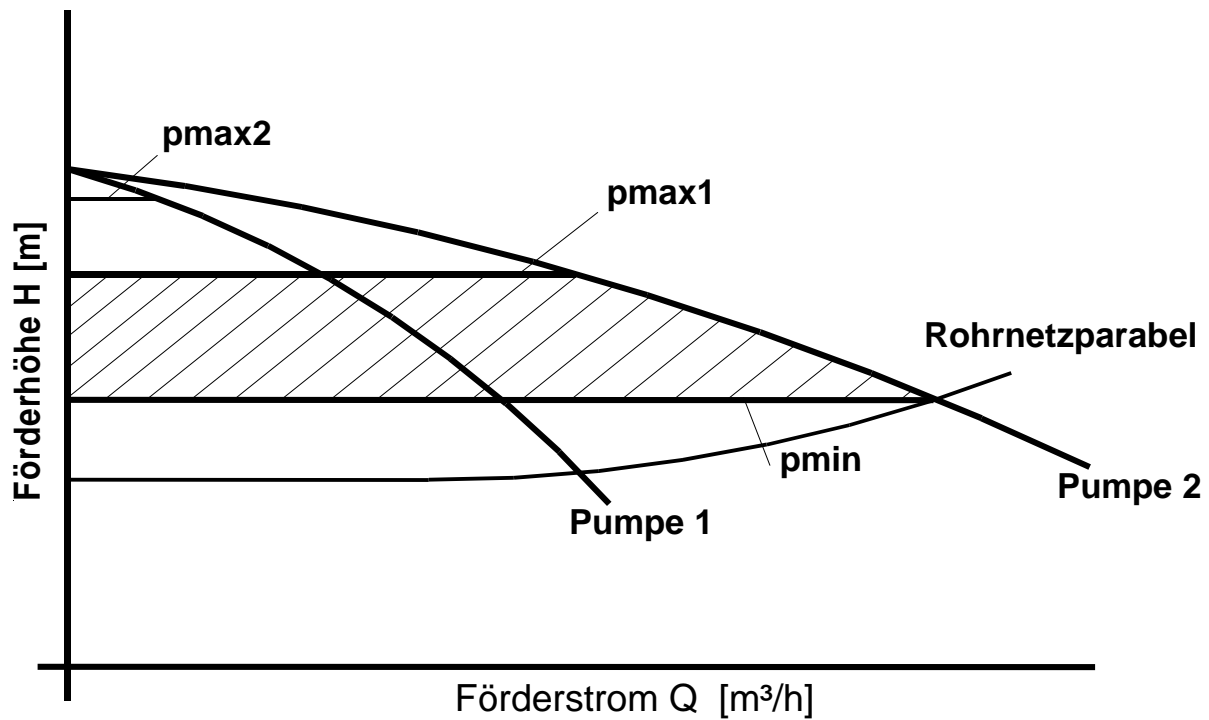 pmax2
pmax1
Förderhöhe H [m]
Rohrnetzparabel
pmin
Pumpe 2
Pumpe 1
Förderstrom Q [m³/h]